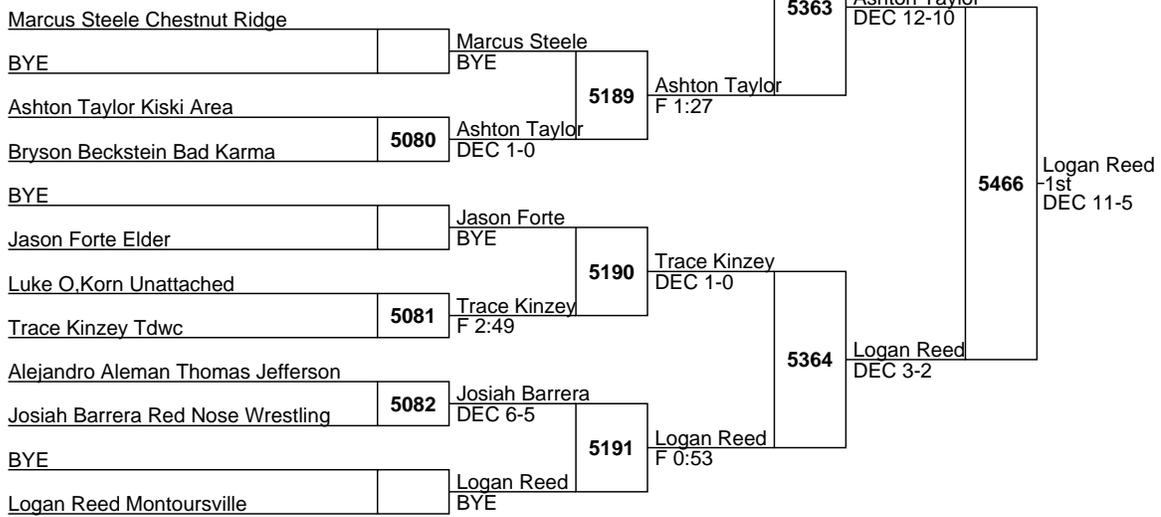 Marcus Steele Chestnut Ridge
BYE
Ashton Taylor Kiski Area
Bryson Beckstein Bad Karma
BYE
Jason Forte Elder
Luke O,Korn Unattached
Trace Kinzey Tdwc
Alejandro Aleman Thomas Jefferson
Josiah Barrera Red Nose Wrestling
BYE
Logan Reed Montoursville
5080
5081
5082
Marcus Steele
BYE
Ashton Taylor
DEC 1-0
Jason Forte
BYE
Trace Kinzey
F 2:49
Josiah Barrera
DEC 6-5
Logan Reed
BYE
5189
5190
5191
Ashton Taylor
F 1:27
Trace Kinzey
DEC 1-0
Logan Reed
F 0:53
5363
5364
Ashton Taylor
DEC 12-10
Logan Reed
DEC 3-2
5466
Logan Reed
1st
DEC 11-5